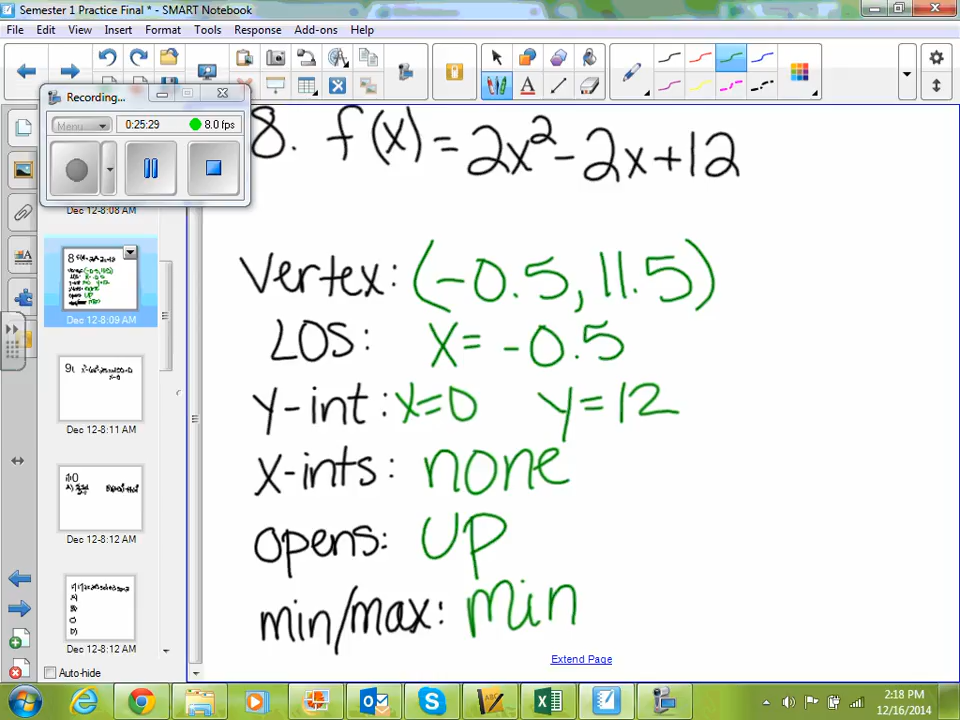 Semester 1 Practice Final * - SMART Notebook
File Edit View Insert Format Tools Response Add-ons Help
Recording...
Menu 0:25:29 8.0 fps
8. f(x) = 2x² - 2x + 12
Vertex: (-0.5, 11.5)
LOS: x = -0.5
y-int: x=0 y=12
x-ints: none
opens: UP
min/max: min
Extend Page
Dec 12-8:08 AM
Dec 12-8:09 AM
Dec 12-8:11 AM
Dec 12-8:12 AM
Dec 12-8:12 AM
Auto-hide
2:18 PM
12/16/2014